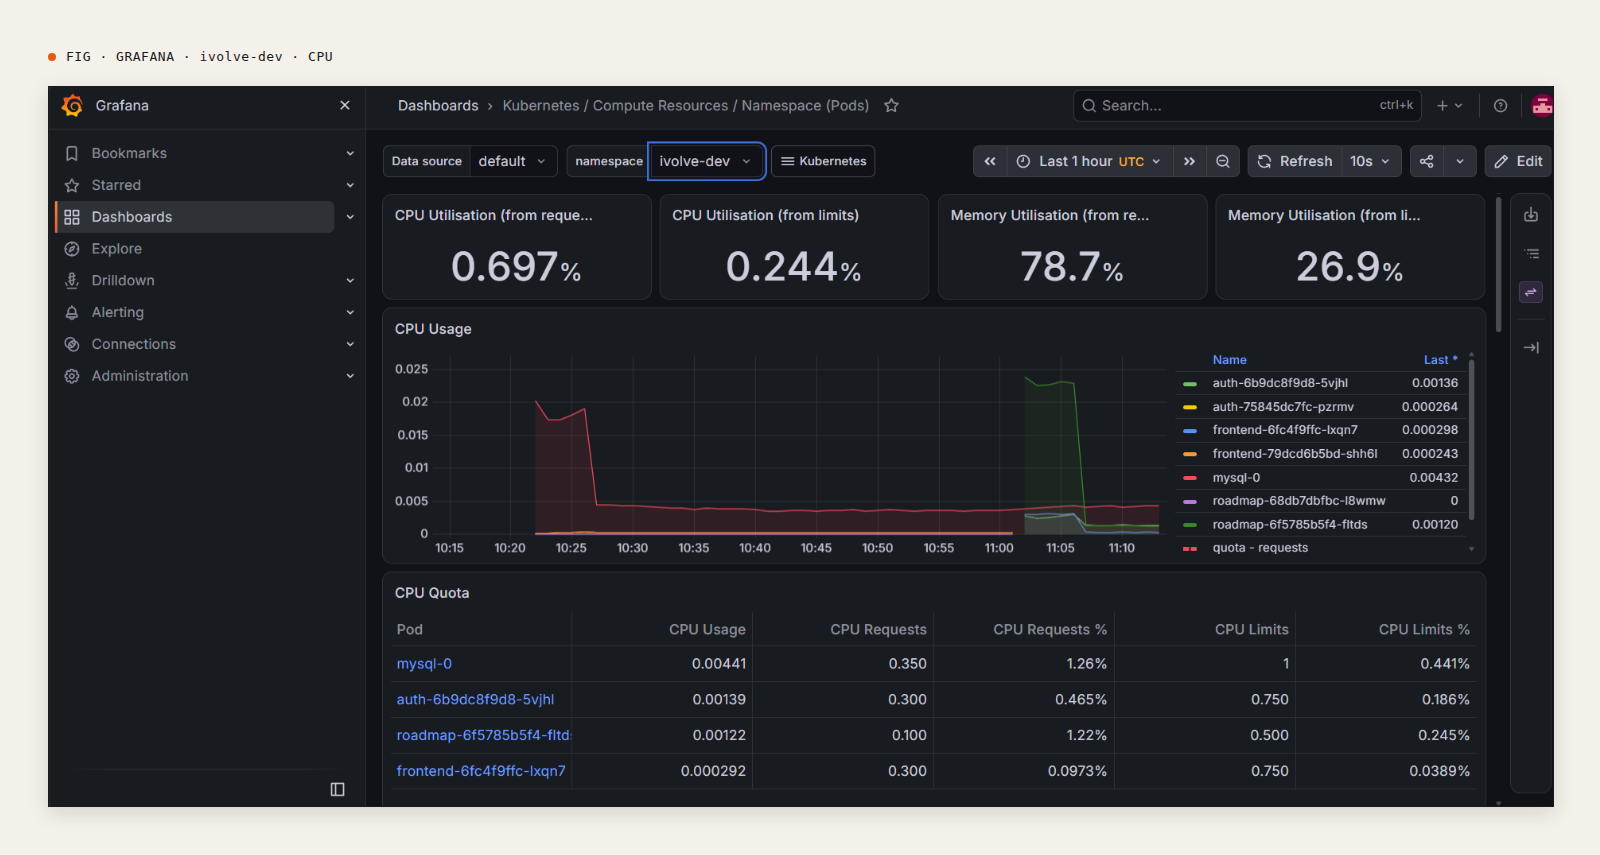 FIG · GRAFANA · ivolve-dev · CPU
Grafana
Dashboards › Kubernetes / Compute Resources / Namespace (Pods)
Search...
ctrl+k
Bookmarks
Starred
Dashboards
Explore
Drilldown
Alerting
Connections
Administration
Data source default
namespace ivolve-dev
Kubernetes
Last 1 hour UTC
Refresh 10s
Edit
CPU Utilisation (from reque...
0.697%
CPU Utilisation (from limits)
0.244%
Memory Utilisation (from re...
78.7%
Memory Utilisation (from li...
26.9%
CPU Usage
0.025
0.02
0.015
0.01
0.005
0
10:15 10:20 10:25 10:30 10:35 10:40 10:45 10:50 10:55 11:00 11:05 11:10
Name Last *
auth-6b9dc8f9d8-5vjhl 0.00136
auth-75845dc7fc-pzrmv 0.000264
frontend-6fc4f9ffc-lxqn7 0.000298
frontend-79dcd6b5bd-shh6l 0.000243
mysql-0 0.00432
roadmap-68db7dbfbc-l8wmw 0
roadmap-6f5785b5f4-fltds 0.00120
quota - requests
CPU Quota
Pod CPU Usage CPU Requests CPU Requests % CPU Limits CPU Limits %
mysql-0 0.00441 0.350 1.26% 1 0.441%
auth-6b9dc8f9d8-5vjhl 0.00139 0.300 0.465% 0.750 0.186%
roadmap-6f5785b5f4-fltds 0.00122 0.100 1.22% 0.500 0.245%
frontend-6fc4f9ffc-lxqn7 0.000292 0.300 0.0973% 0.750 0.0389%